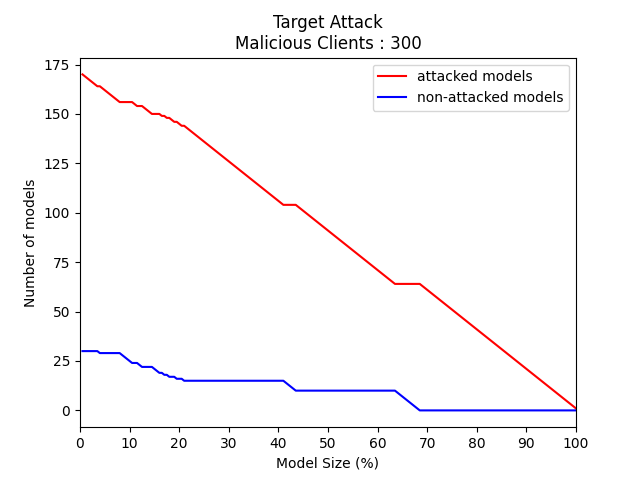 Target Attack
Malicious Clients : 300
attacked models
non-attacked models
Number of models
175
150
125
100
75
50
25
0
0 10 20 30 40 50 60 70 80 90 100
Model Size (%)